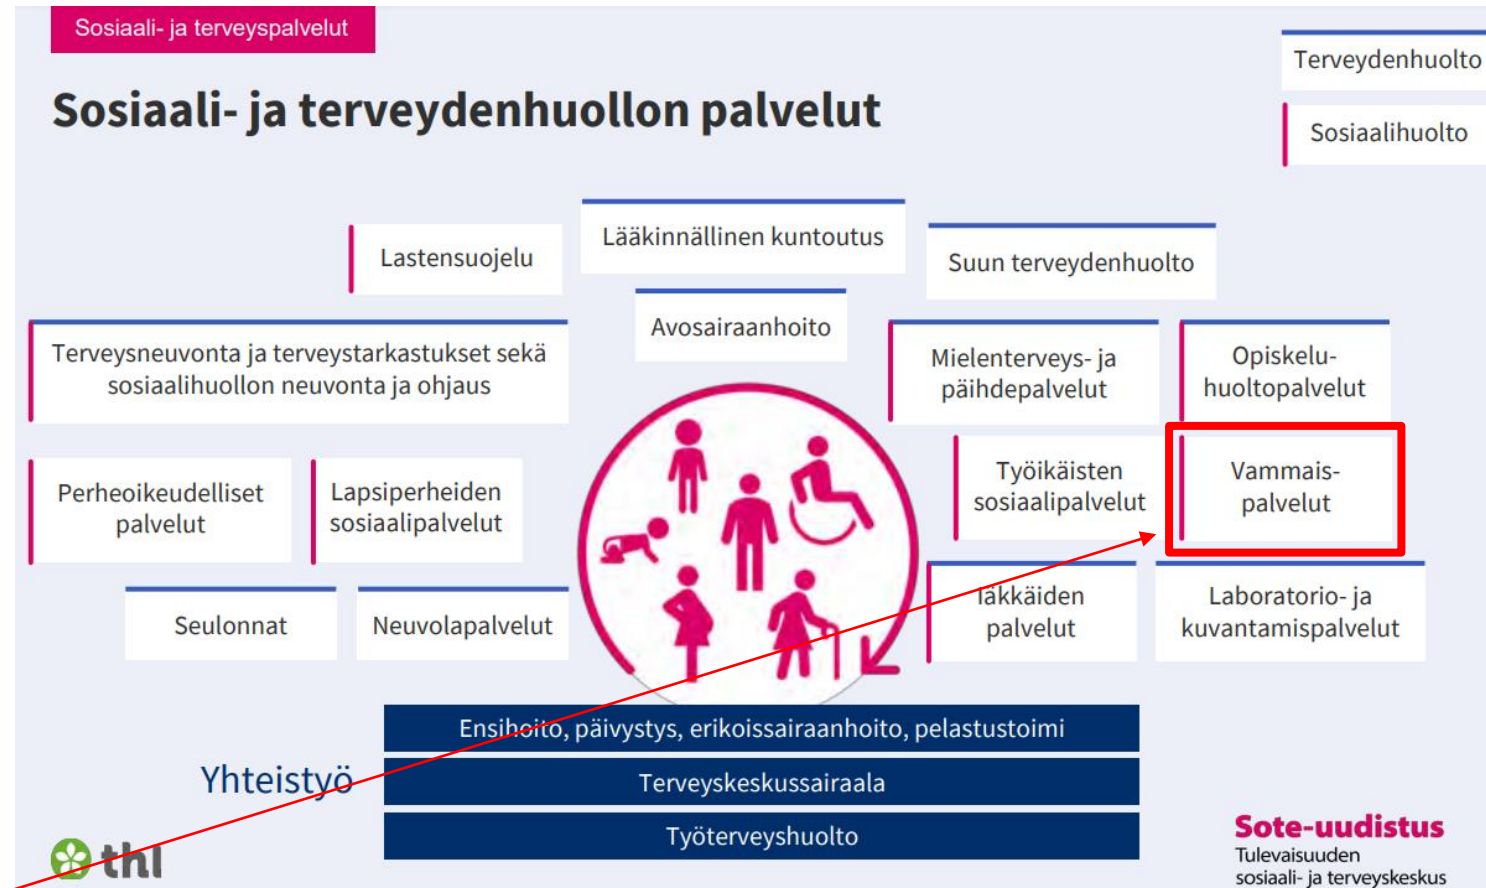 Sosiaali- ja terveyspalvelut
Terveydenhuolto
Sosiaali- ja terveydenhuollon palvelut
Sosiaalihuolto
Lääkinnällinen kuntoutus
Lastensuojelu
Suun terveydenhuolto
Avosairaanhoito
Terveysneuvonta ja terveystarkastukset sekä
sosiaalihuollon neuvonta ja ohjaus
Mielenterveys- ja
päihdepalvelut
Opiskelu-
huoltopalvelut
Perheoikeudelliset
palvelut
Lapsiperheiden
sosiaalipalvelut
Työikäisten
sosiaalipalvelut
Vammais-
palvelut
Seulonnat
Neuvolapalvelut
Iäkkäiden
palvelut
Laboratorio- ja
kuvantamispalvelut
Ensihoito, päivystys, erikoissairaanhoito, pelastustoimi
Yhteistyö
Terveyskeskussairaala
Työterveyshuolto
thl
Sote-uudistus
Tulevaisuuden
sosiaali- ja terveyskeskus